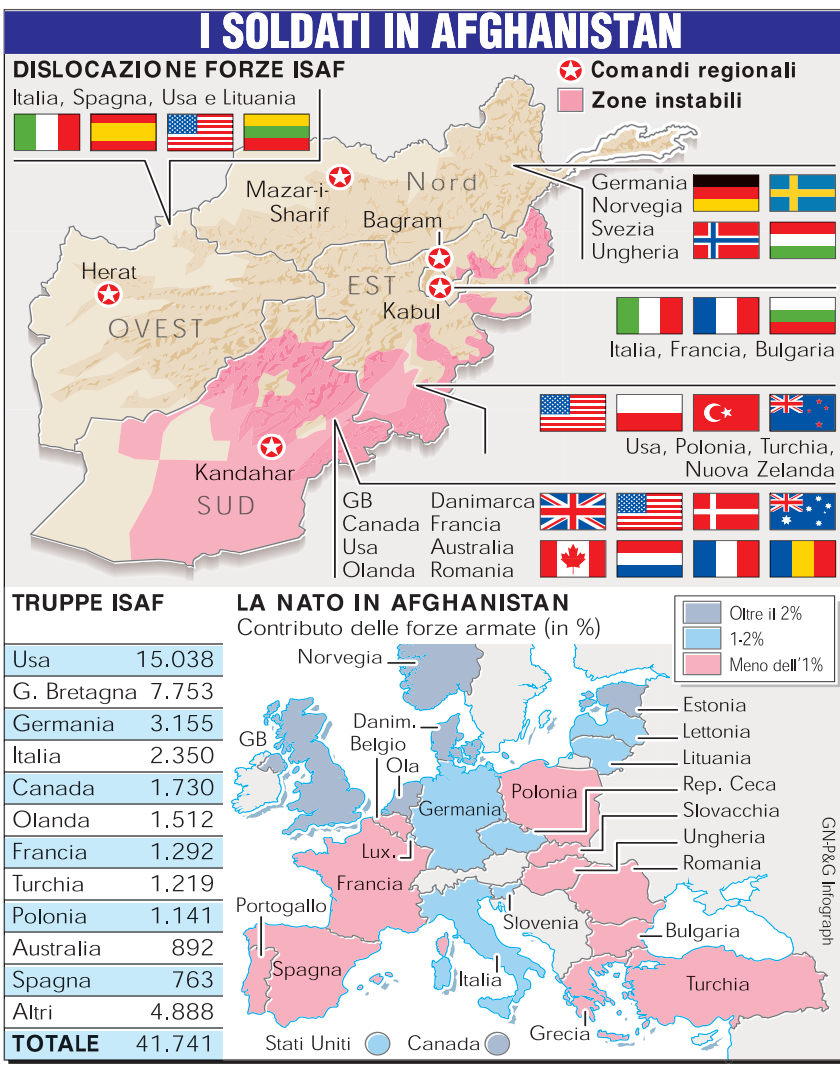 I SOLDATI IN AFGHANISTAN
DISLOCAZIONE FORZE ISAF
Italia, Spagna, Usa e Lituania
Comandi regionali
Zone instabili
Mazar-i-
Sharif
Nord
Bagram
Herat
OVEST
EST
Kabul
Kandahar
SUD
Germania
Norvegia
Svezia
Ungheria
Italia, Francia, Bulgaria
Usa, Polonia, Turchia,
Nuova Zelanda
GB Danimarca
Canada Francia
Usa Australia
Olanda Romania
TRUPPE ISAF
Usa 15.038
G. Bretagna 7.753
Germania 3.155
Italia 2.350
Canada 1.730
Olanda 1.512
Francia 1.292
Turchia 1.219
Polonia 1.141
Australia 892
Spagna 763
Altri 4.888
TOTALE 41.741
LA NATO IN AFGHANISTAN
Contributo delle forze armate (in %)
Oltre il 2%
1-2%
Meno dell'1%
Norvegia
GB
Danim.
Belgio
Ola
Germania
Polonia
Lux.
Francia
Portogallo
Spagna
Italia
Slovenia
Grecia
Turchia
Bulgaria
Estonia
Lettonia
Lituania
Rep. Ceca
Slovacchia
Ungheria
Romania
Stati Uniti
Canada
GN-P&G Infograph